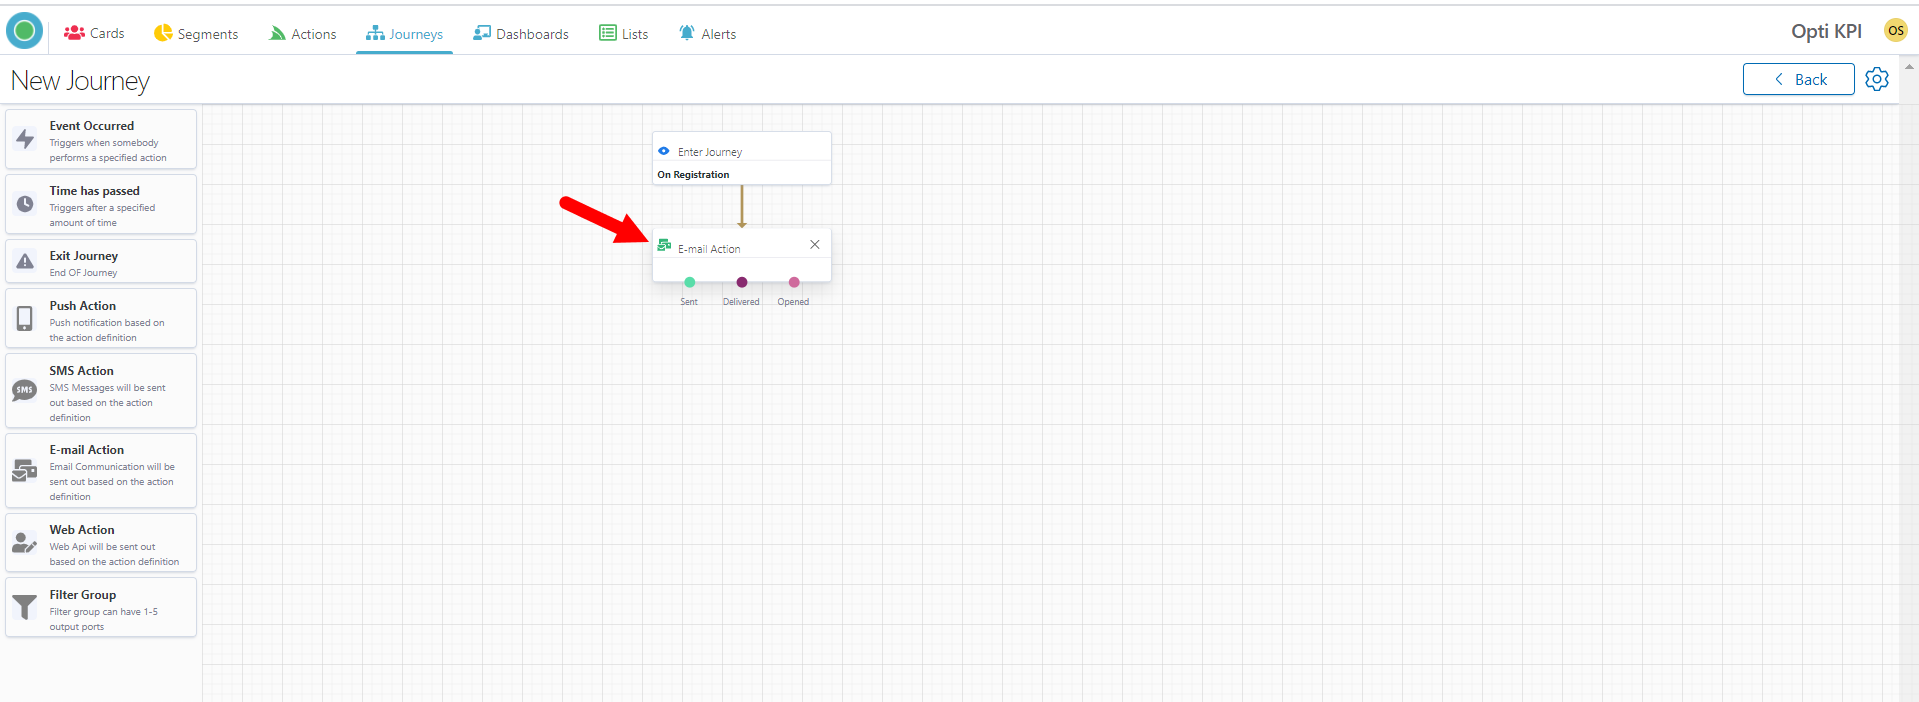 Cards Segments Actions Journeys Dashboards Lists Alerts Opti KPI OS
New Journey
Back
Event Occurred
Triggers when somebody
performs a specified action
Time has passed
Triggers after a specified
amount of time
Exit Journey
End OF Journey
Push Action
Push notification based on
the action definition
SMS Action
SMS
SMS Messages will be sent
out based on the action
definition
E-mail Action
Email Communication will be
sent out based on the action
definition
Web Action
Web Api will be sent out
based on the action definition
Filter Group
Filter group can have 1-5
output ports
Enter Journey
On Registration
E-mail Action
Sent Delivered Opened